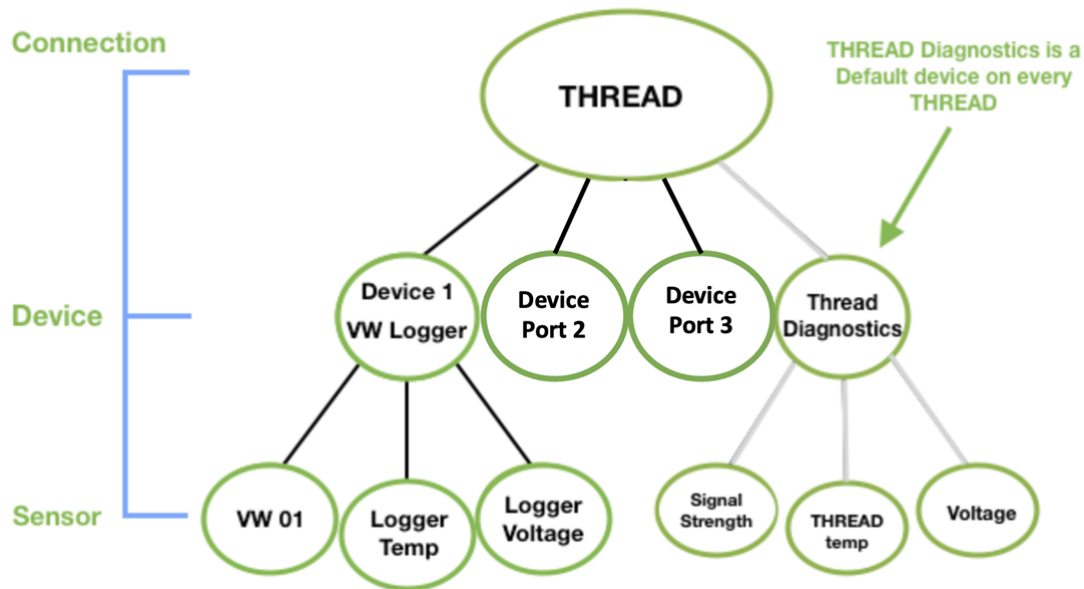 Connection
THREAD
THREAD Diagnostics is a
Default device on every
THREAD
Device
Device 1
VW Logger
Device
Port 2
Device
Port 3
Thread
Diagnostics
Sensor
VW 01
Logger
Temp
Logger
Voltage
Signal
Strength
THREAD
temp
Voltage